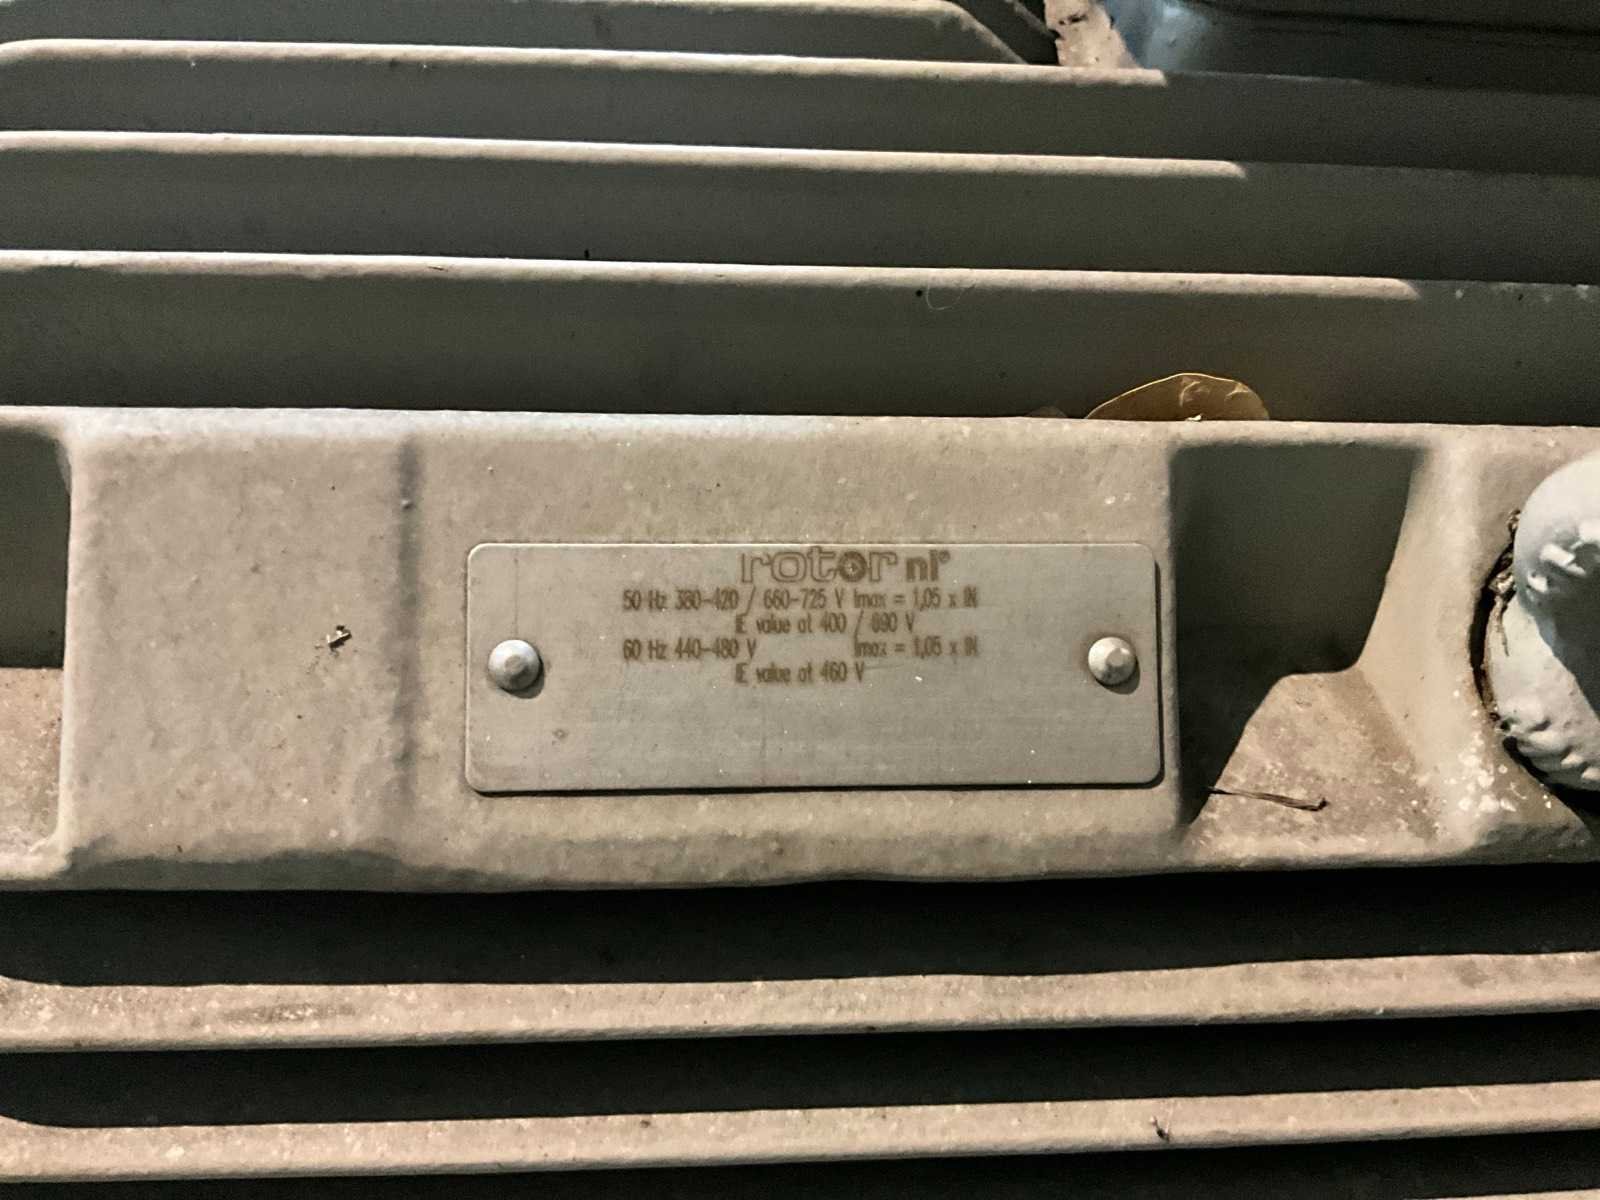 rotor nl®
50 Hz 380-420 / 660-725 V Imax = 1,05 x IN
IE value at 400 / 690 V
60 Hz 440-480 V Imax = 1,05 x IN
IE value at 460 V